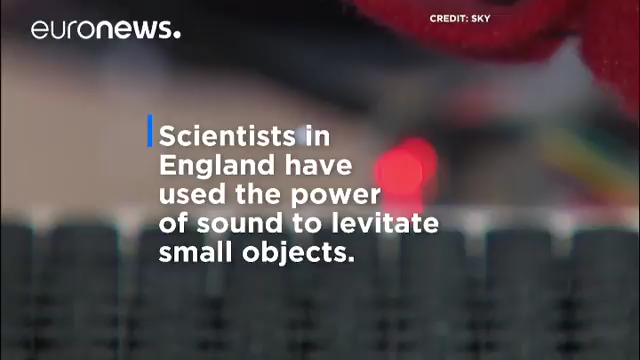 euronews.
CREDIT: SKY
Scientists in
England have
used the power
of sound to levitate
small objects.